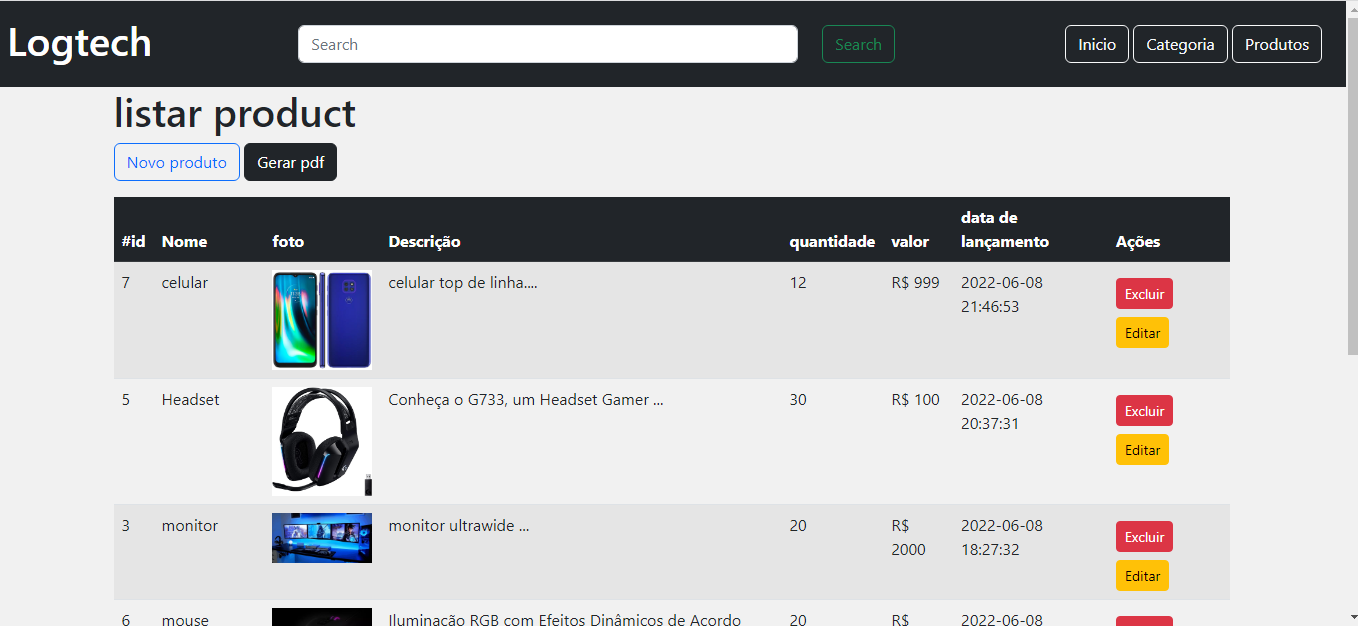 Logtech
Search
Search
Inicio
Categoria
Produtos
listar product
Novo produto
Gerar pdf
#id Nome foto Descrição quantidade valor data de lançamento Ações
7 celular celular top de linha.... 12 R$ 999 2022-06-08 21:46:53
Excluir
Editar
5 Headset Conheça o G733, um Headset Gamer ... 30 R$ 100 2022-06-08 20:37:31
Excluir
Editar
3 monitor monitor ultrawide ... 20 R$ 2000 2022-06-08 18:27:32
Excluir
Editar
6 mouse Iluminação RGB com Efeitos Dinâmicos de Acordo 20 R$ 2022-06-08